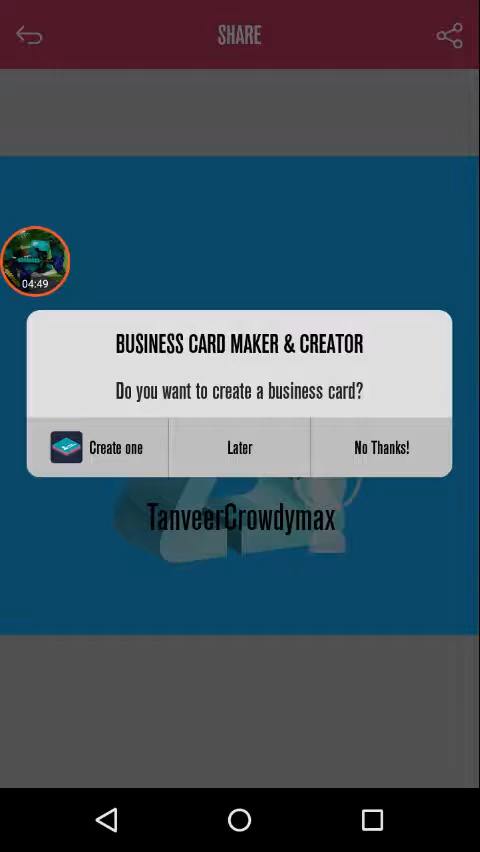 SHARE
04:49
BUSINESS CARD MAKER & CREATOR
Do you want to create a business card?
Create one
Later
No Thanks!
TanveerCrowdymax